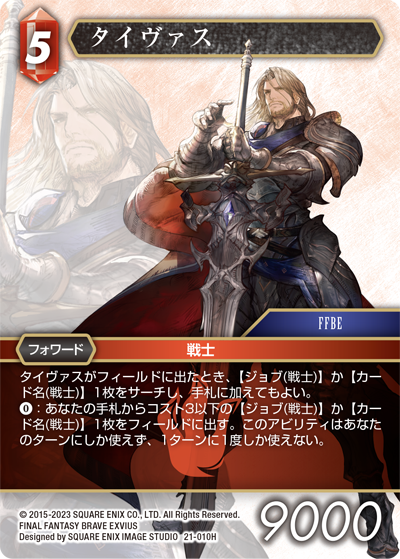 5
タイヴァス
FFBE
フォワード
戦士
タイヴァスがフィールドに出たとき、【ジョブ(戦士)】か【カー
ド名(戦士)】1枚をサーチし、手札に加えてもよい。
0：あなたの手札からコスト3以下の【ジョブ(戦士)】か【カー
ド名(戦士)】1枚をフィールドに出す。このアビリティはあなた
のターンにしか使えず、1ターンに1度しか使えない。
© 2015-2023 SQUARE ENIX CO., LTD. All Rights Reserved.
FINAL FANTASY BRAVE EXVIUS
Designed by SQUARE ENIX IMAGE STUDIO 21-010H
9000